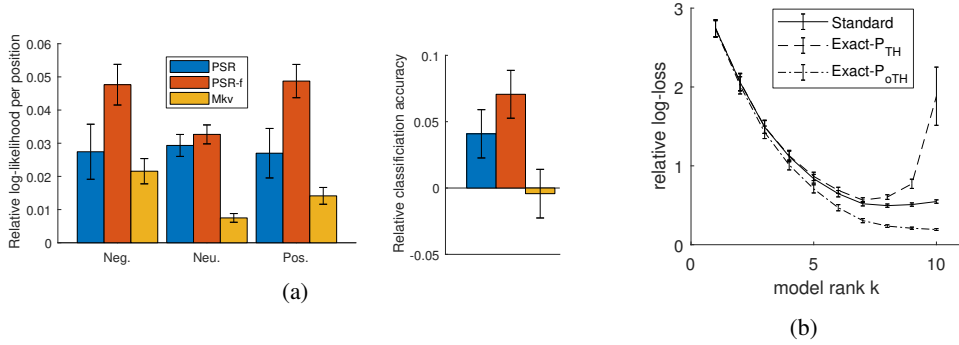 0.06
0.05
0.04
0.03
0.02
0.01
0
Relative log-likelihood per position
PSR
PSR-f
Mkv
Neg.
Neu.
Pos.
0.1
0.05
0
-0.05
Relative classificiation accuracy
(a)
3
2
1
0
relative log-loss
Standard
Exact-P_TH
Exact-P_oTH
0
5
10
model rank k
(b)